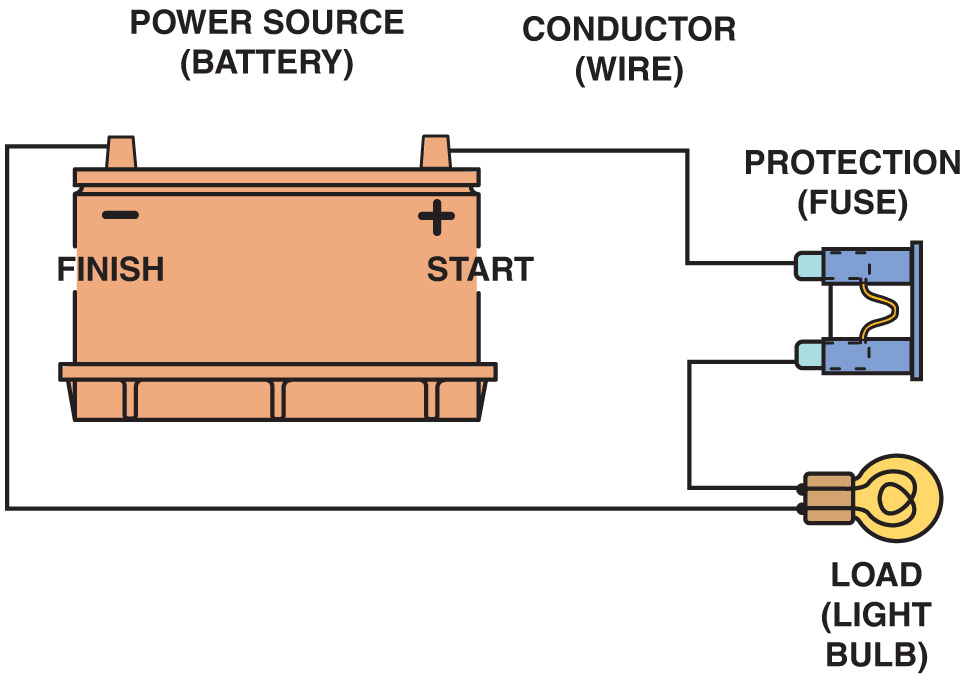 POWER SOURCE
(BATTERY)
CONDUCTOR
(WIRE)
PROTECTION
(FUSE)
− +
FINISH START
LOAD
(LIGHT
BULB)